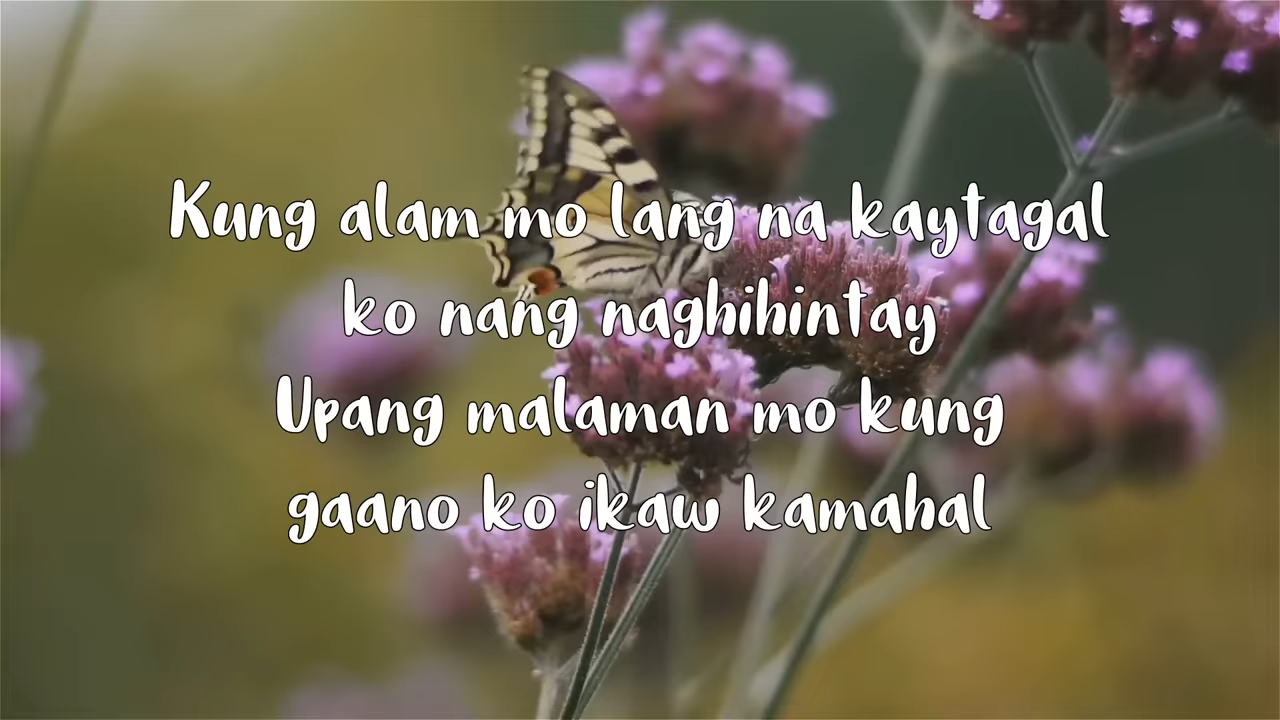 Kung alam mo lang na kaytagal
ko nang naghihintay
Upang malaman mo kung
gaano ko ikaw kamahal